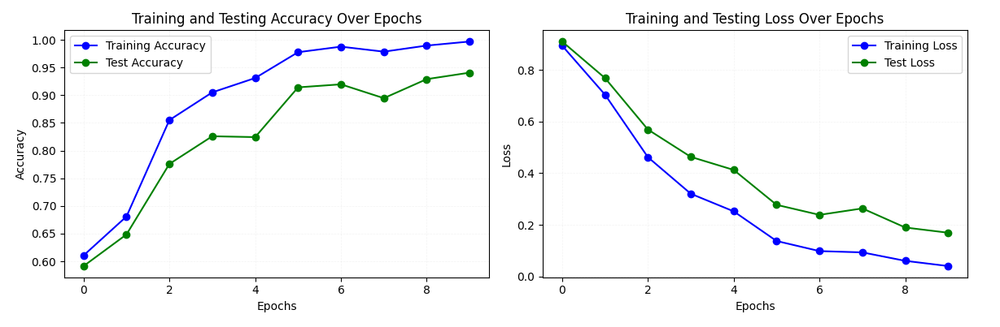 Training and Testing Accuracy Over Epochs
Training Accuracy
Test Accuracy
1.00
0.95
0.90
0.85
0.80
0.75
0.70
0.65
0.60
Accuracy
0 2 4 6 8
Epochs
Training and Testing Loss Over Epochs
Training Loss
Test Loss
0.8
0.6
0.4
0.2
0.0
Loss
0 2 4 6 8
Epochs